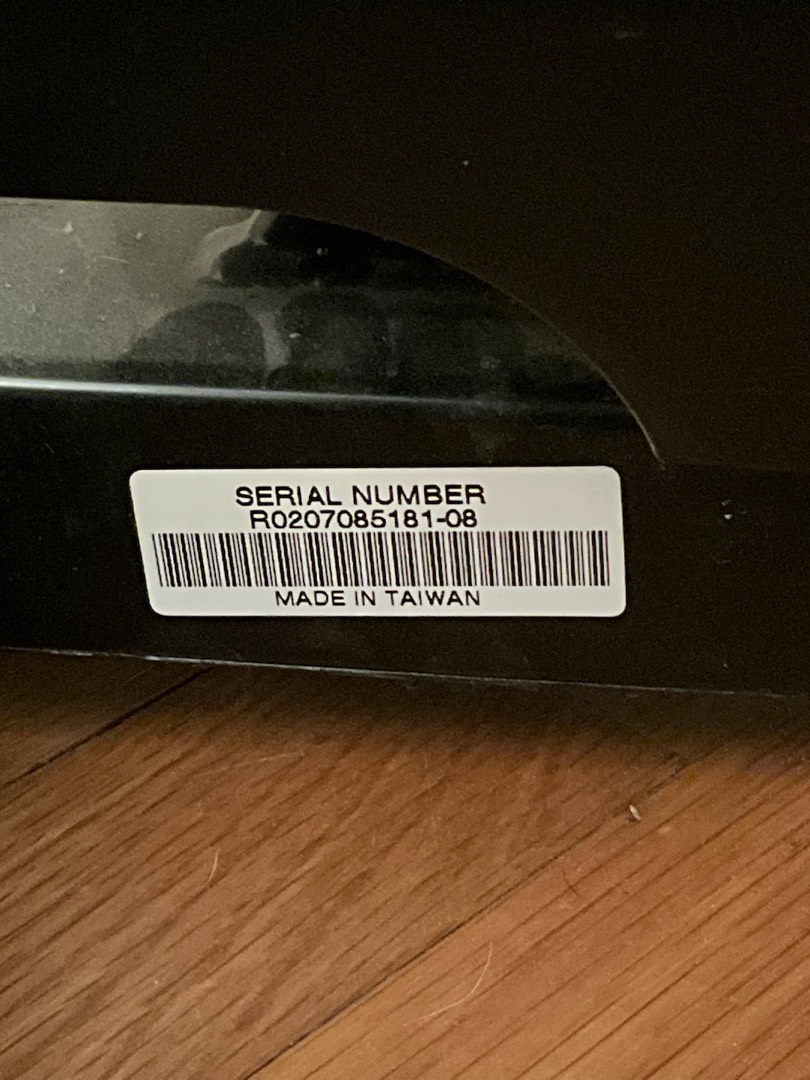 SERIAL NUMBER
R0207085181-08
MADE IN TAIWAN